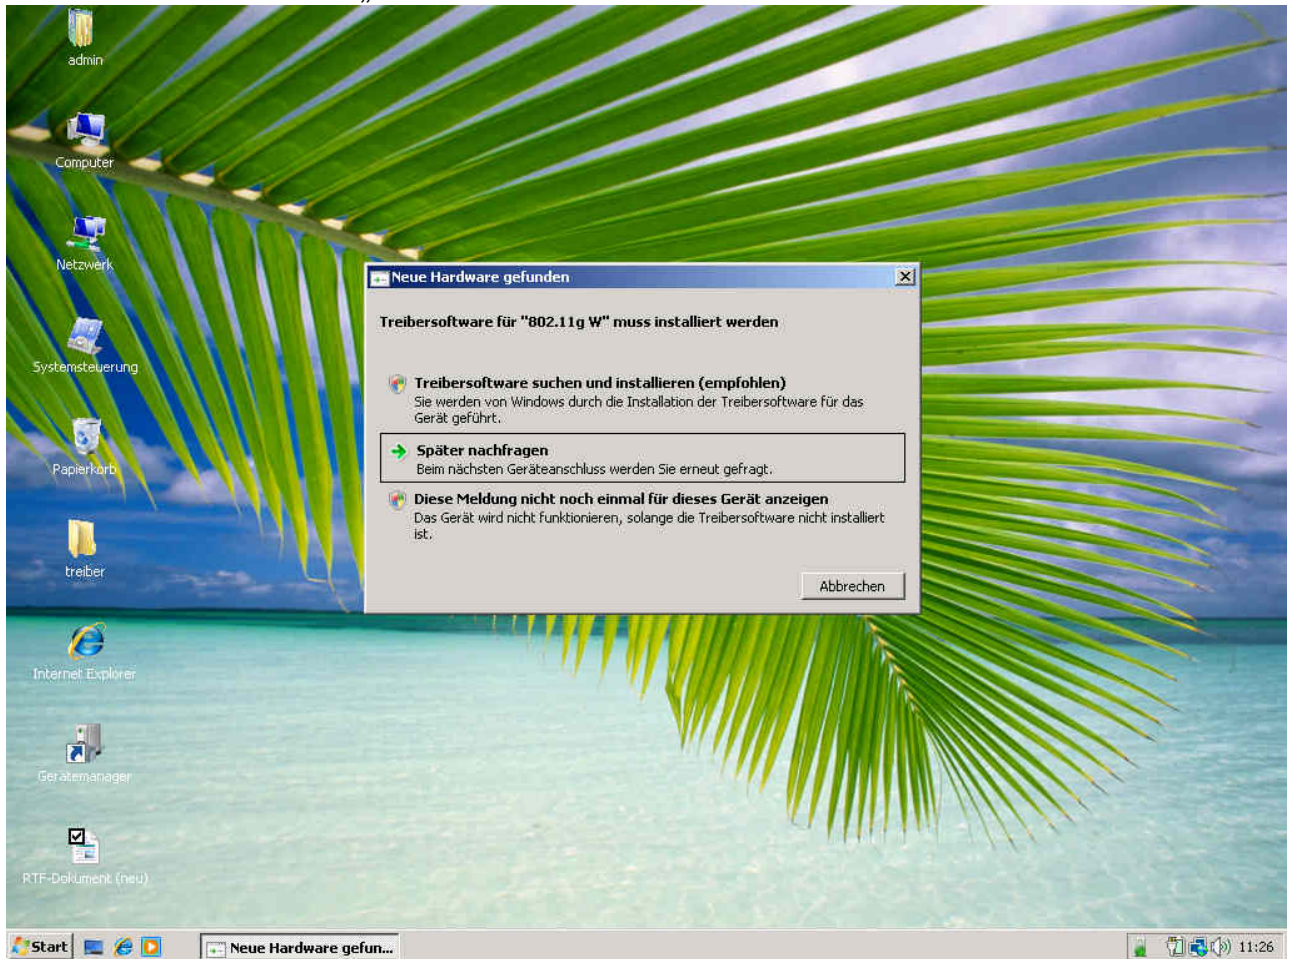 „
admin
Computer
Netzwerk
Systemsteuerung
Papierkorb
treiber
Internet Explorer
Gerätemanager
RTF-Dokument (neu)
Neue Hardware gefunden
Treibersoftware für "802.11g W" muss installiert werden
Treibersoftware suchen und installieren (empfohlen)
Sie werden von Windows durch die Installation der Treibersoftware für das
Gerät geführt.
Später nachfragen
Beim nächsten Geräteanschluss werden Sie erneut gefragt.
Diese Meldung nicht noch einmal für dieses Gerät anzeigen
Das Gerät wird nicht funktionieren, solange die Treibersoftware nicht installiert
ist.
Abbrechen
Start
Neue Hardware gefun...
11:26